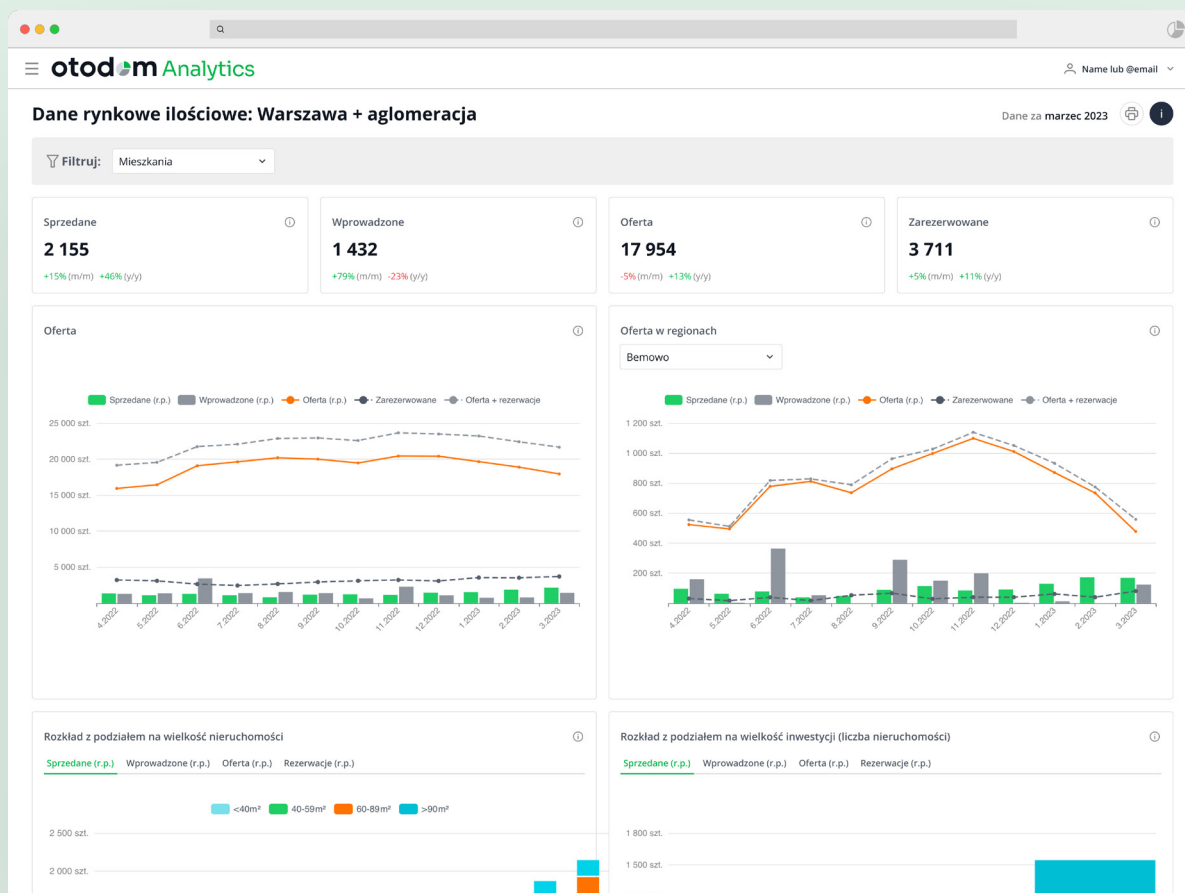 otodom Analytics
Name lub @email
Dane rynkowe ilościowe: Warszawa + aglomeracja
Dane za marzec 2023
i
Filtruj:
Mieszkania
Sprzedane
2 155
+15% (m/m) +46% (y/y)
Wprowadzone
1 432
+79% (m/m) -23% (y/y)
Oferta
17 954
-5% (m/m) +13% (y/y)
Zarezerwowane
3 711
+5% (m/m) +11% (y/y)
Oferta
Sprzedane (r.p.) Wprowadzone (r.p.) Oferta (r.p.) Zarezerwowane Oferta + rezerwacje
25 000 szt.
20 000 szt.
15 000 szt.
10 000 szt.
5 000 szt.
4.2022 5.2022 6.2022 7.2022 8.2022 9.2022 10.2022 11.2022 12.2022 1.2023 2.2023 3.2023
Oferta w regionach
Bemowo
Sprzedane (r.p.) Wprowadzone (r.p.) Oferta (r.p.) Zarezerwowane Oferta + rezerwacje
1 200 szt.
1 000 szt.
800 szt.
600 szt.
400 szt.
200 szt.
4.2022 5.2022 6.2022 7.2022 8.2022 9.2022 10.2022 11.2022 12.2022 1.2023 2.2023 3.2023
Rozkład z podziałem na wielkość nieruchomości
Sprzedane (r.p.) Wprowadzone (r.p.) Oferta (r.p.) Rezerwacje (r.p.)
<40m² 40-59m² 60-89m² >90m²
2 500 szt.
2 000 szt.
Rozkład z podziałem na wielkość inwestycji (liczba nieruchomości)
Sprzedane (r.p.) Wprowadzone (r.p.) Oferta (r.p.) Rezerwacje (r.p.)
1 800 szt.
1 500 szt.